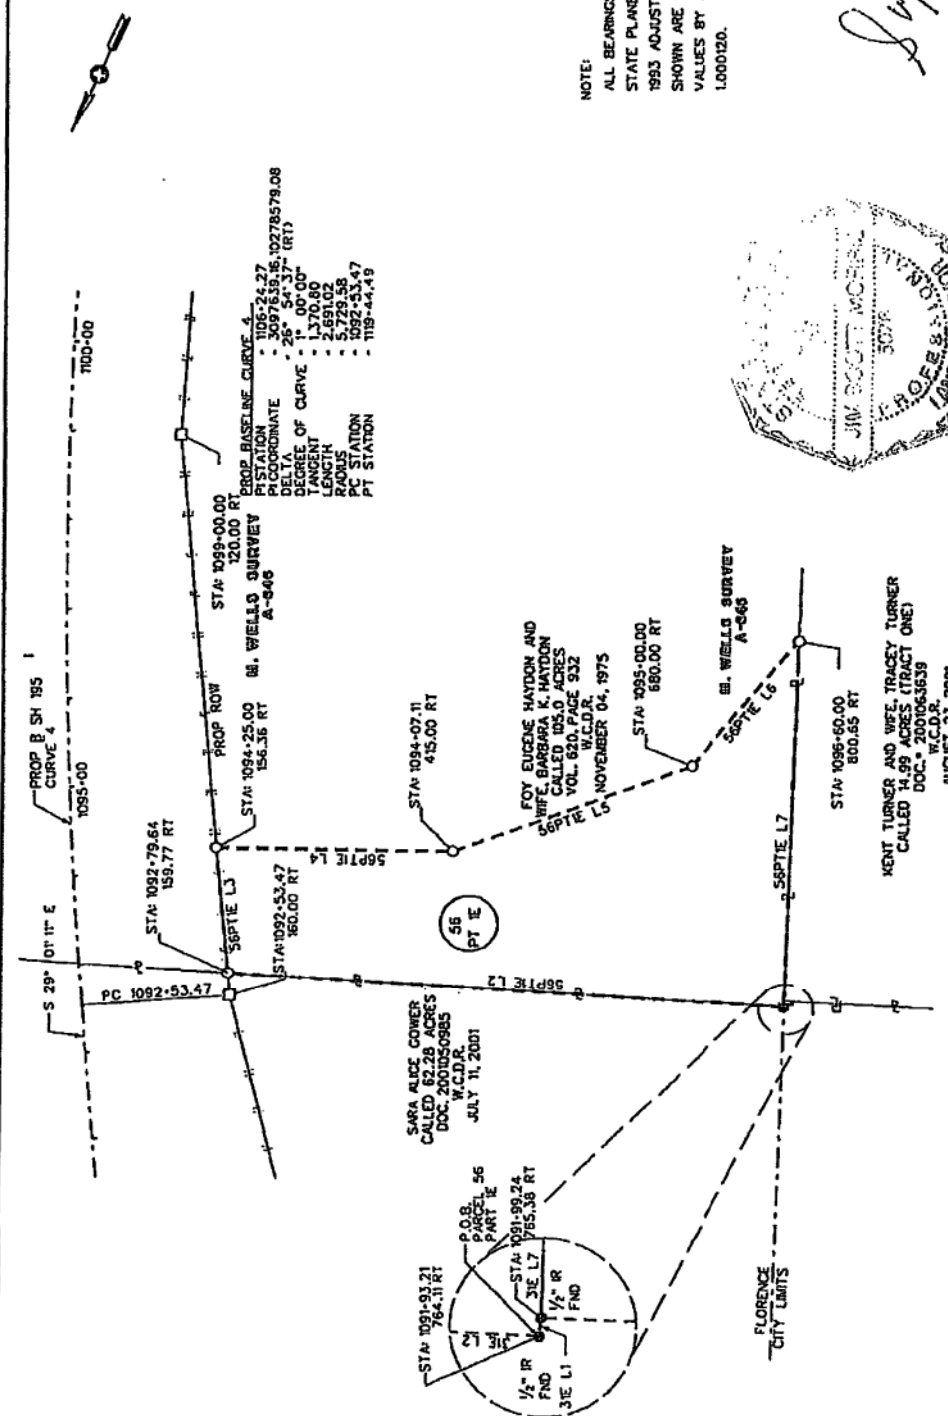 NOTE:
ALL BEARINGS
STATE PLANE
1993 ADJUST
SHOWN ARE
VALUES BY
1.000120.
PROP B SH 195
CURVE 4
S 29° 01' 11" E
1095+00
1100+00
PC 1092+53.47
STA: 1092+79.64
159.77 RT
STA:1092+53.47
160.00 RT
56PT1E L3
STA: 1094+25.00
156.36 RT
PROP ROW
STA: 1099+00.00
120.00 RT
M. WELLS SURVEY
A-846
PROP BASELINE CURVE 4
PI STATION - 1106+24.27
PI COORDINATE - 3097639.16,10278579.08
DELTA - 26° 54' 37" (RT)
DEGREE OF CURVE - 1° 00' 00"
TANGENT - 1,370.80
LENGTH - 2,691.02
RADIUS - 5,729.58
PC STATION - 1092+53.47
PT STATION - 1119+44.49
56PT1E L4
STA: 1094+07.11
415.00 RT
SARA ALICE GOWER
CALLED 62.28 ACRES
DOC. 2001050985
W.C.D.R.
JULY 11, 2001
56PT1E L2
56
PT 1E
FOY EUGENE HAYDON AND
WIFE, BARBARA K. HAYDON
CALLED 105.0 ACRES
VOL. 620, PAGE 932
W.C.D.R.
NOVEMBER 04, 1975
56PT1E L5
STA: 1095+00.00
680.00 RT
M. WELLS SURVEY
56PT1E L6
STA: 1096+60.00
800.65 RT
56PT1E L7
KENT TURNER AND WIFE, TRACEY TURNER
CALLED 14.99 ACRES (TRACT ONE)
DOC.# 2001063639
W.C.D.R.
STA: 1091+93.21
764.11 RT
P.O.B.
PARCEL 56
PART 1E
STA: 1091+99.24
765.38 RT
31E L7
1/2" IR
FND
31E L2
1/2" IR
FND
31E L1
FLORENCE
CITY LIMITS
JIM SCOTT